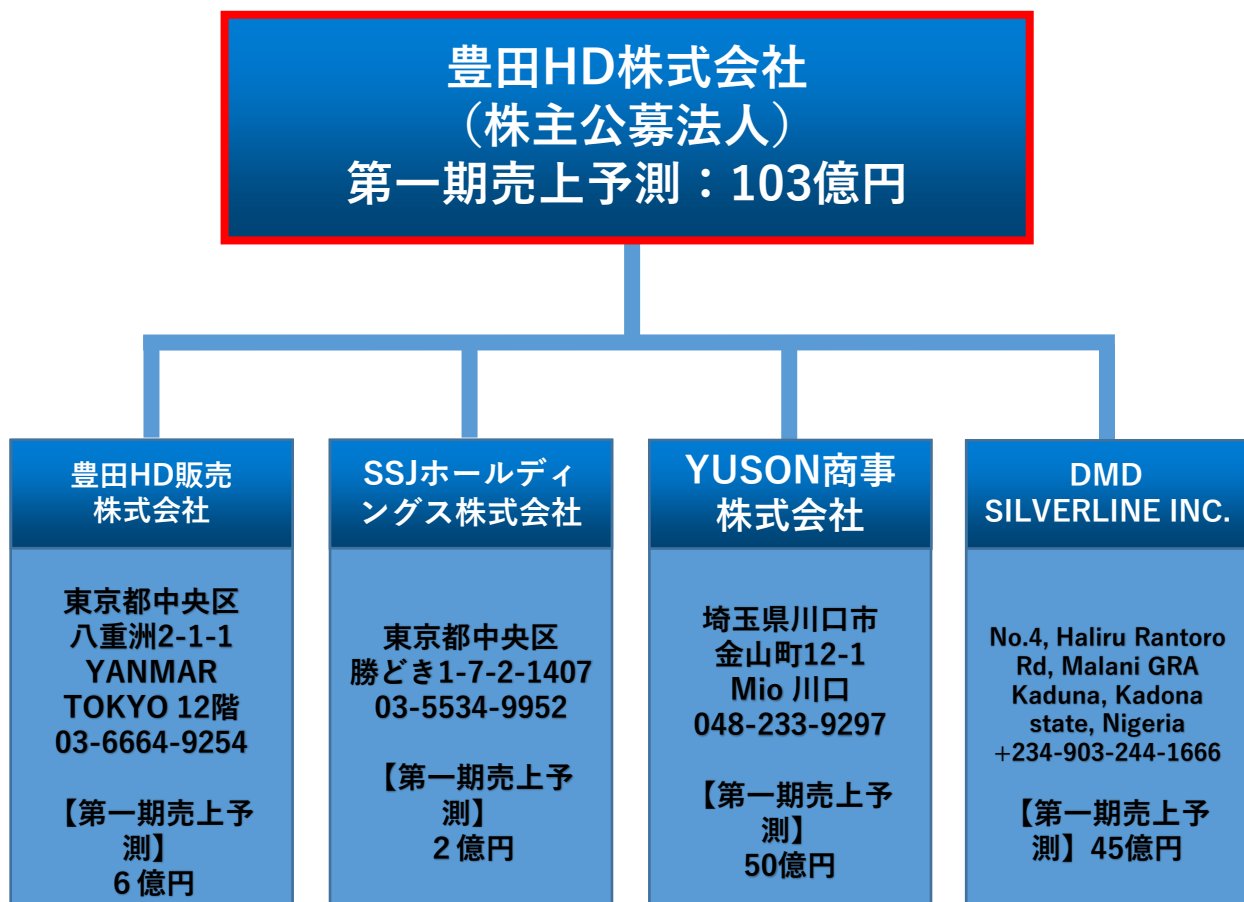 豊田HD株式会社
（株主公募法人）
第一期売上予測：103億円
豊田HD販売
株式会社
東京都中央区
八重洲2-1-1
YANMAR
TOKYO 12階
03-6664-9254
【第一期売上予
測】
６億円
SSJホールディ
ングス株式会社
東京都中央区
勝どき1-7-2-1407
03-5534-9952
【第一期売上予
測】
２億円
YUSON商事
株式会社
埼玉県川口市
金山町12-1
Mio 川口
048-233-9297
【第一期売上予
測】
50億円
DMD
SILVERLINE INC.
No.4, Haliru Rantoro
Rd, Malani GRA
Kaduna, Kadona
state, Nigeria
+234-903-244-1666
【第一期売上予
測】45億円